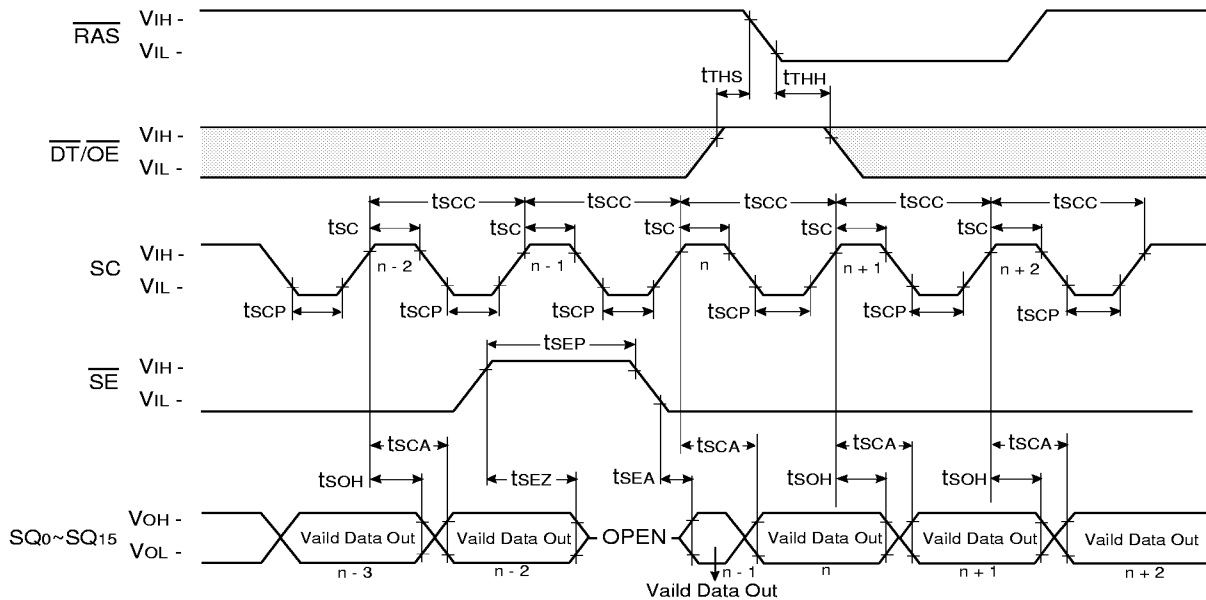 RAS
VIH -
VIL -
tTHS
tTHH
DT/OE
VIH -
VIL -
tSCC tSCC tSCC tSCC tSCC
tSC tSC tSC tSC tSC
SC
VIH -
VIL -
n - 2 n - 1 n n + 1 n + 2
tSCP tSCP tSCP tSCP tSCP tSCP
tSEP
SE
VIH -
VIL -
tSCA tSCA tSCA tSCA
tSOH tSEZ tSEA tSOH tSOH
SQ0~SQ15
VOH -
VOL -
Vaild Data Out Vaild Data Out OPEN Vaild Data Out Vaild Data Out Vaild Data Out
n - 3 n - 2 n - 1 n n + 1 n + 2
Vaild Data Out